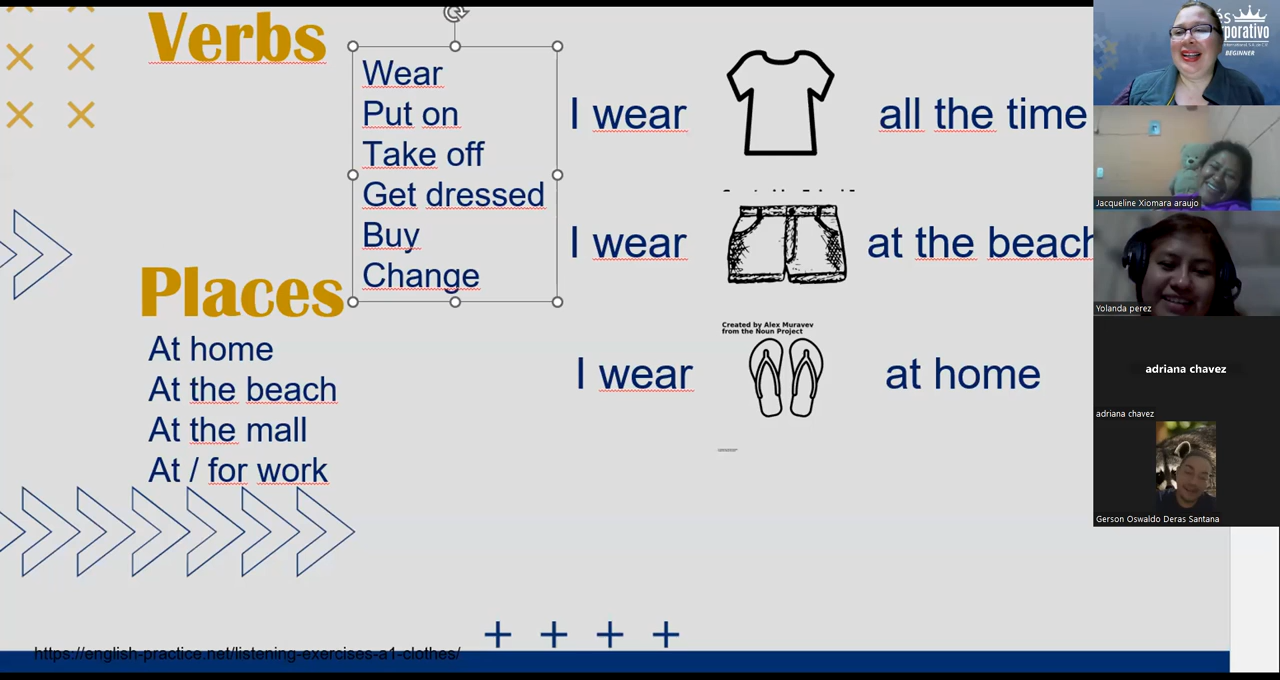 Verbs
Wear
Put on
Take off
Get dressed
Buy
Change
I wear
all the time
I wear
at the beach
Created by Alex Muravev
from the Noun Project
I wear
at home
Places
At home
At the beach
At the mall
At / for work
https://english-practice.net/listening-exercises-a1-clothes/
BEGINNER
Jacqueline Xiomara araujo
Yolanda perez
adriana chavez
adriana chavez
Gerson Oswaldo Deras Santana